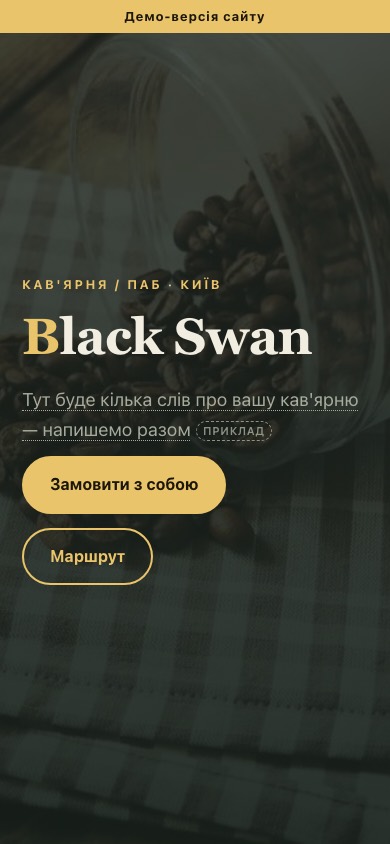 Демо-версія сайту
КАВ'ЯРНЯ / ПАБ · КИЇВ
Black Swan
Тут буде кілька слів про вашу кав'ярню
— напишемо разом ПРИКЛАД
Замовити з собою
Маршрут